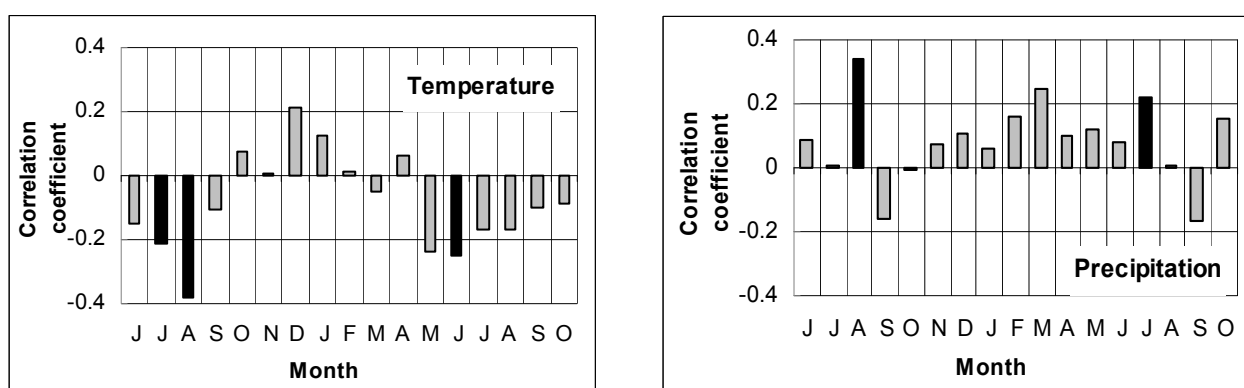 0.4
0.2
0
-0.2
-0.4
Correlation
coefficient
Temperature
J J A S O N D J F M A M J J A S O
Month
0.4
0.2
0
-0.2
-0.4
Correlation
coefficient
Precipitation
J J A S O N D J F M A M J J A S O
Month